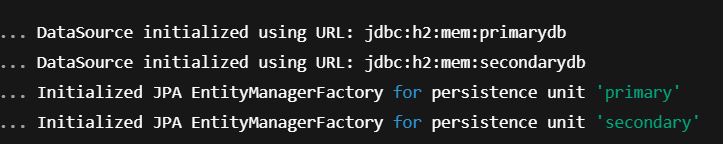 ... DataSource initialized using URL: jdbc:h2:mem:primarydb
... DataSource initialized using URL: jdbc:h2:mem:secondarydb
... Initialized JPA EntityManagerFactory for persistence unit 'primary'
... Initialized JPA EntityManagerFactory for persistence unit 'secondary'